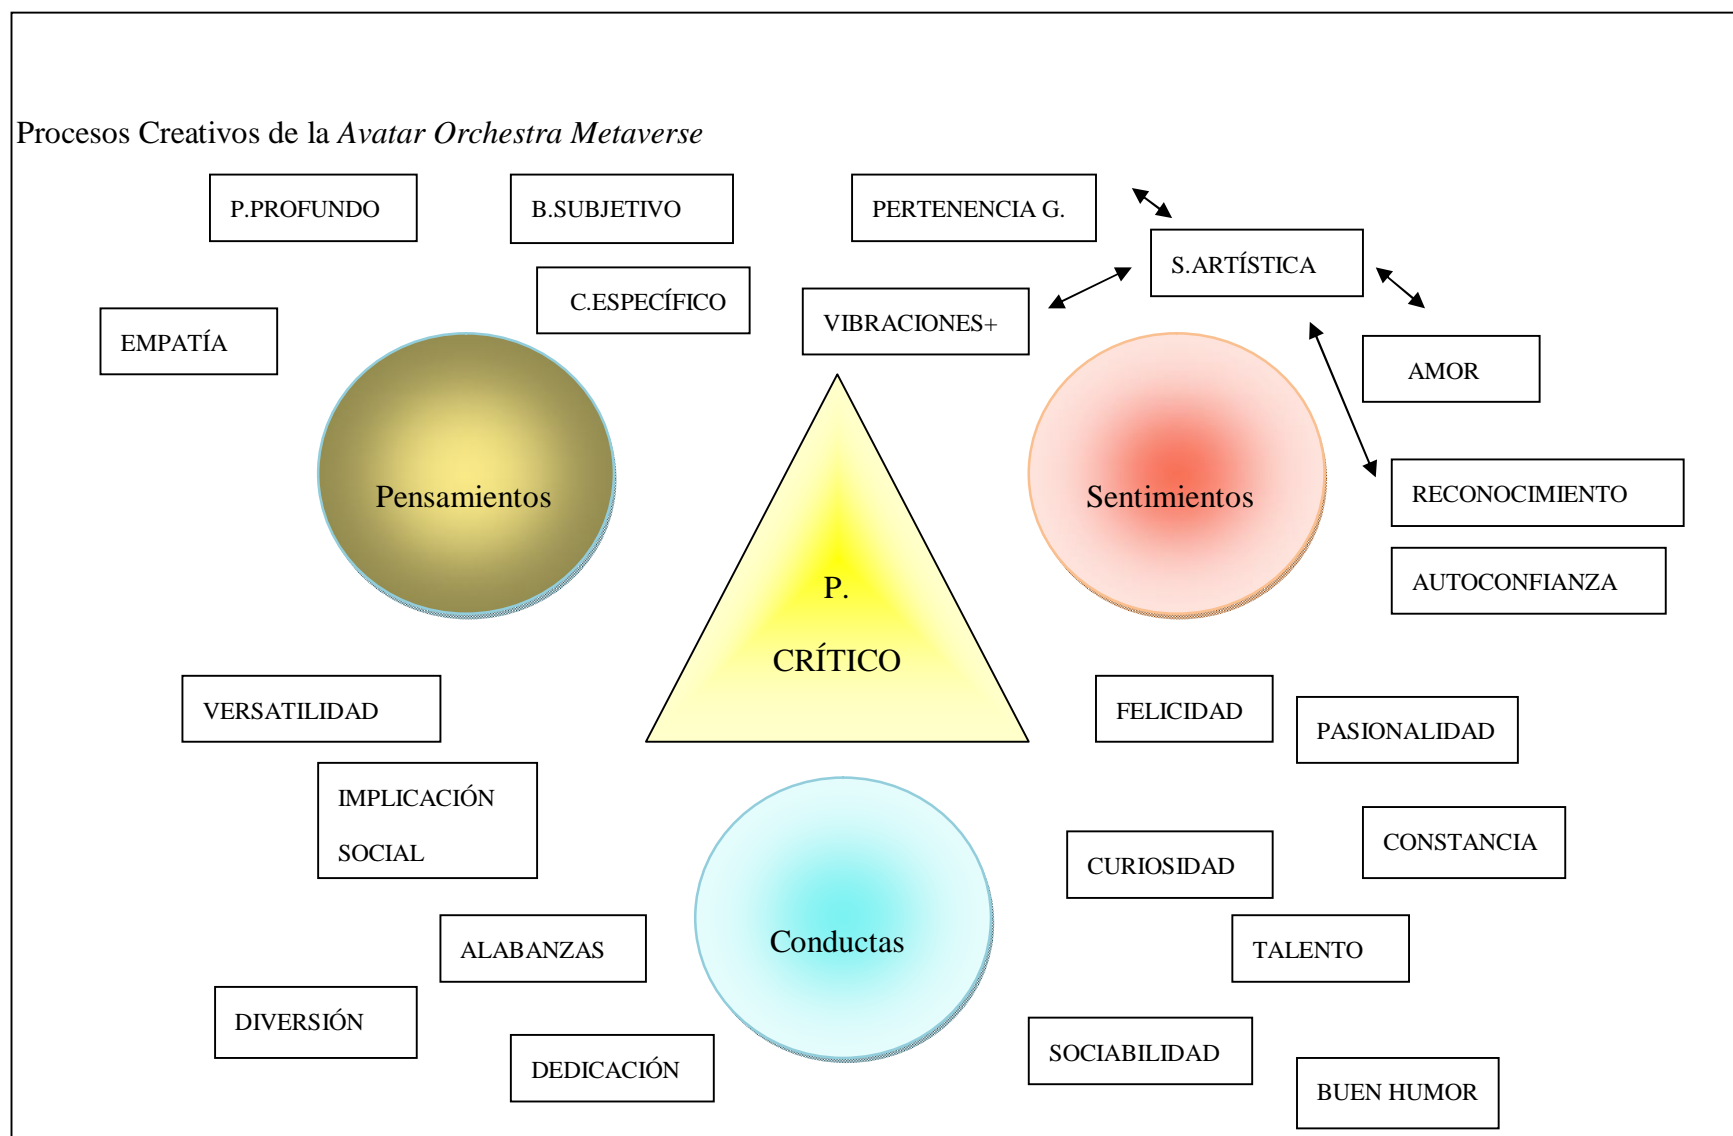 Procesos Creativos de la Avatar Orchestra Metaverse
P.PROFUNDO
B.SUBJETIVO
PERTENENCIA G.
S.ARTÍSTICA
C.ESPECÍFICO
VIBRACIONES+
EMPATÍA
AMOR
Pensamientos
Sentimientos
RECONOCIMIENTO
AUTOCONFIANZA
P.
CRÍTICO
VERSATILIDAD
FELICIDAD
PASIONALIDAD
IMPLICACIÓN
SOCIAL
CONSTANCIA
CURIOSIDAD
ALABANZAS
Conductas
TALENTO
DIVERSIÓN
DEDICACIÓN
SOCIABILIDAD
BUEN HUMOR